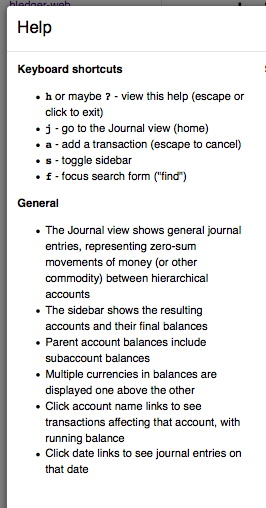 hledger-web
Help
Keyboard shortcuts
• h or maybe ? - view this help (escape or
click to exit)
• j - go to the Journal view (home)
• a - add a transaction (escape to cancel)
• s - toggle sidebar
• f - focus search form ("find")
General
• The Journal view shows general journal
entries, representing zero-sum
movements of money (or other
commodity) between hierarchical
accounts
• The sidebar shows the resulting
accounts and their final balances
• Parent account balances include
subaccount balances
• Multiple currencies in balances are
displayed one above the other
• Click account name links to see
transactions affecting that account, with
running balance
• Click date links to see journal entries on
that date